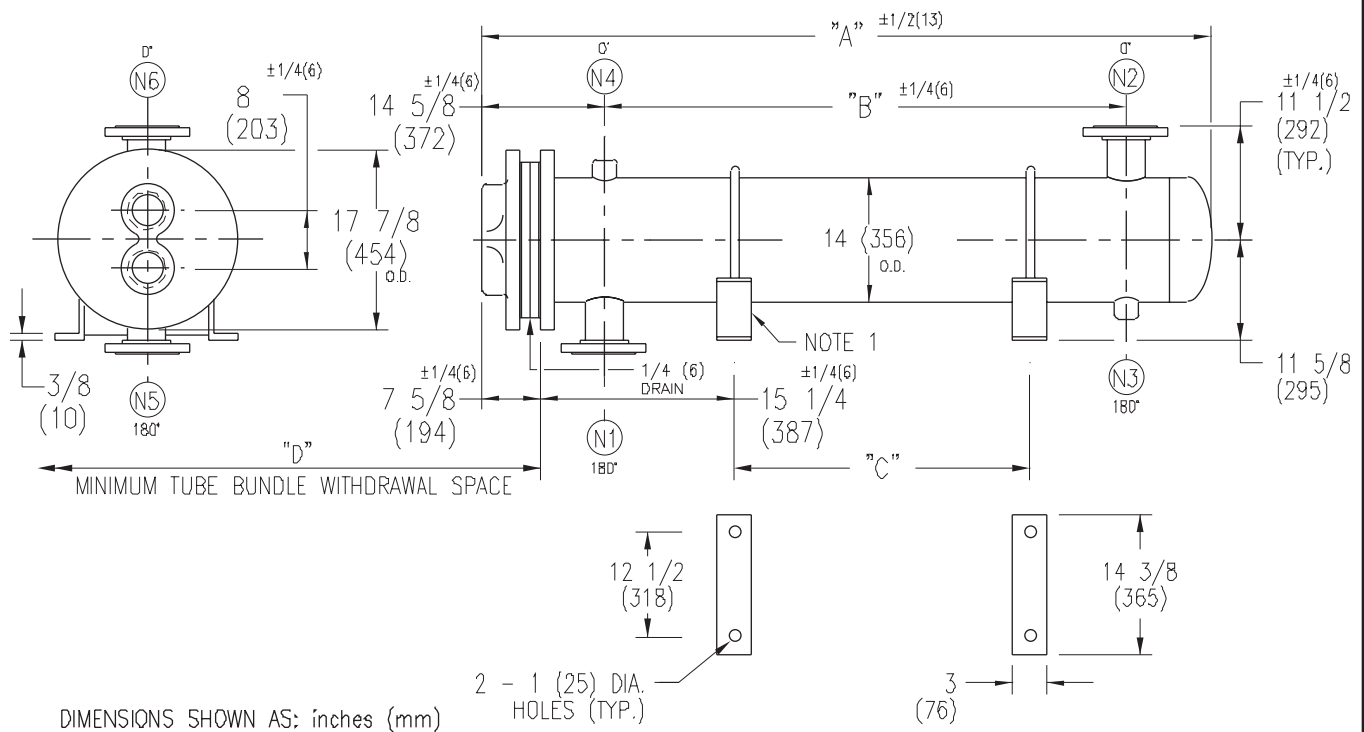 "A" ±1/2(13)
D°
N6
±1/4(6)
8
(203)
±1/4(6)
14 5/8
(372)
0°
N4
"B" ±1/4(6)
0°
N2
±1/4(6)
11 1/2
(292)
(TYP.)
17 7/8
(454)
O.D.
14 (356)
O.D.
NOTE 1
3/8
(10)
N5
180°
±1/4(6)
7 5/8
(194)
1/4 (6)
DRAIN
±1/4(6)
15 1/4
(387)
N1
180°
N3
180°
11 5/8
(295)
"D"
MINIMUM TUBE BUNDLE WITHDRAWAL SPACE
"C"
12 1/2
(318)
14 3/8
(365)
2 - 1 (25) DIA.
HOLES (TYP.)
3
(76)
DIMENSIONS SHOWN AS: inches (mm)